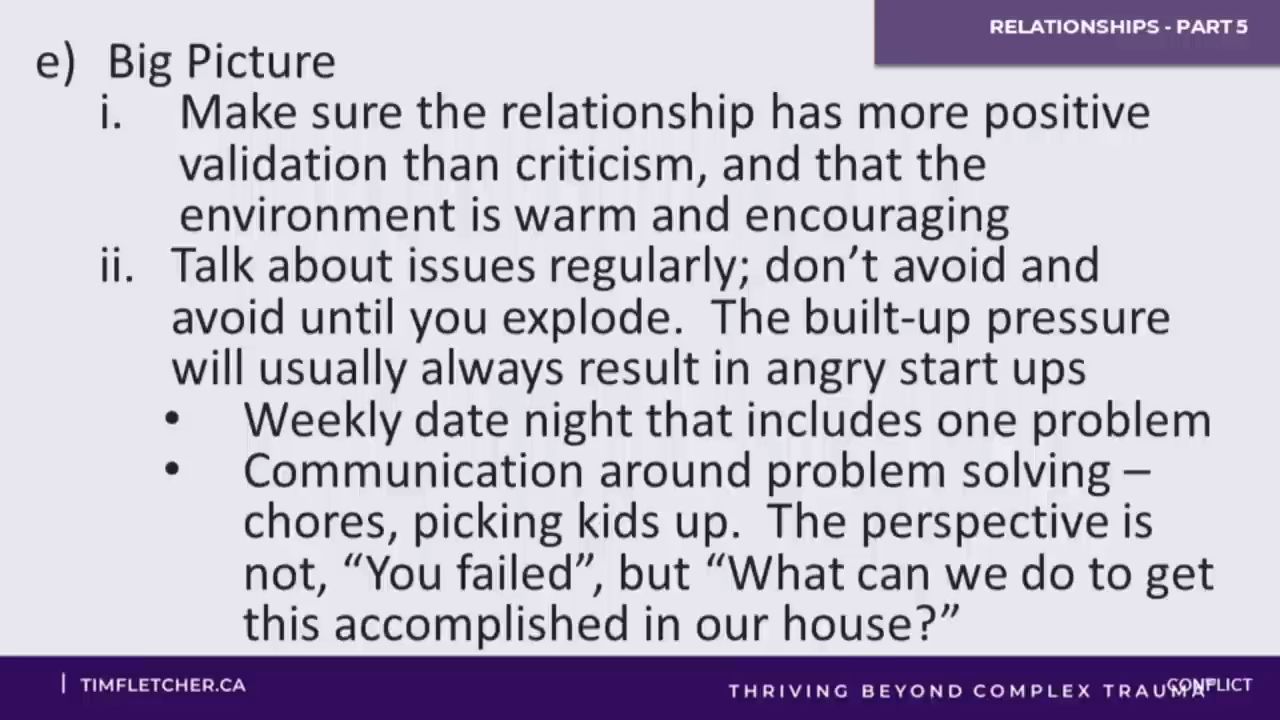 RELATIONSHIPS - PART 5
e) Big Picture
i. Make sure the relationship has more positive
validation than criticism, and that the
environment is warm and encouraging
ii. Talk about issues regularly; don’t avoid and
avoid until you explode.  The built-up pressure
will usually always result in angry start ups
• Weekly date night that includes one problem
• Communication around problem solving –
chores, picking kids up.  The perspective is
not, “You failed”, but “What can we do to get
this accomplished in our house?”
| TIMFLETCHER.CA
THRIVING BEYOND COMPLEX TRAUMA
CONFLICT